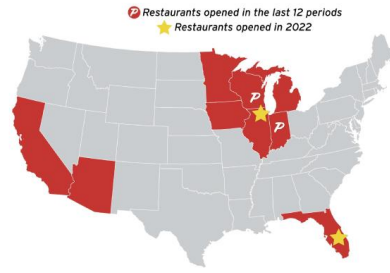 P Restaurants opened in the last 12 periods
Restaurants opened in 2022
P
P